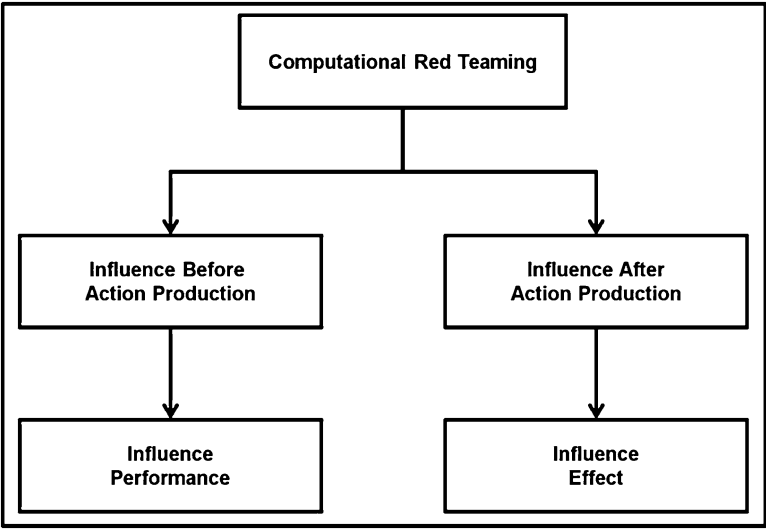 Computational Red Teaming
Influence Before
Action Production
Influence After
Action Production
Influence
Performance
Influence
Effect